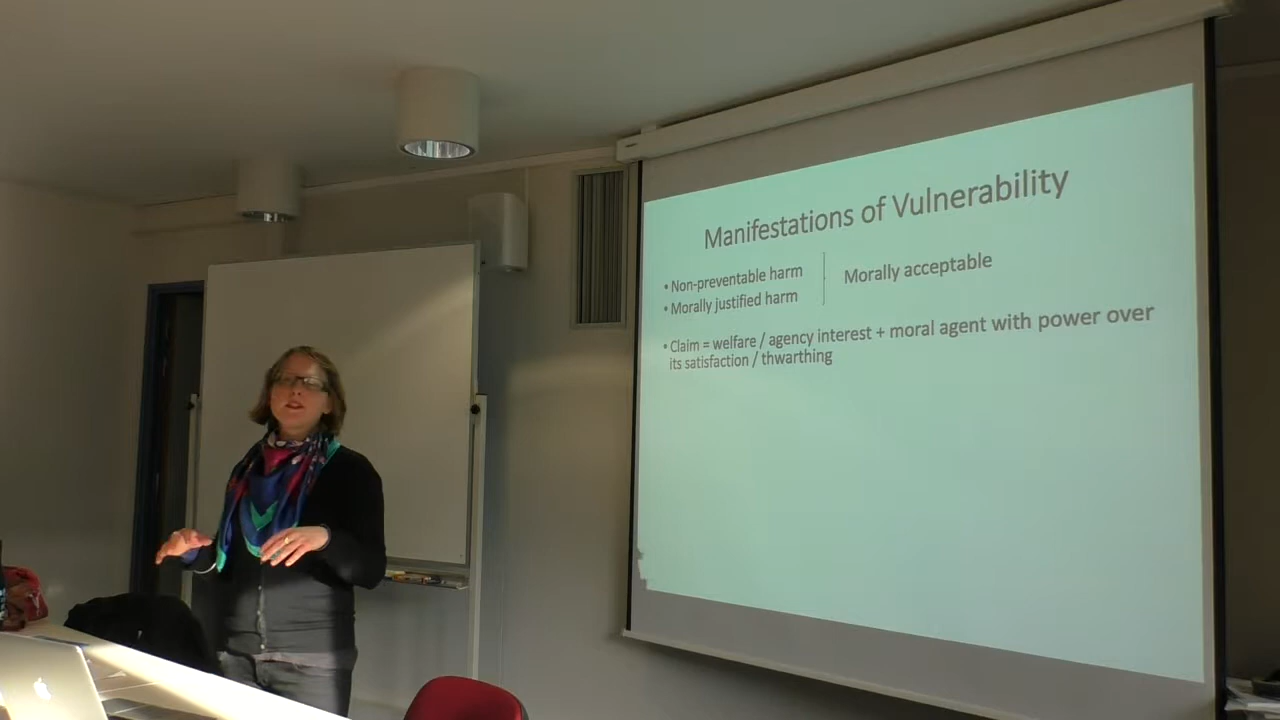 Manifestations of Vulnerability
• Non-preventable harm
• Morally justified harm
Morally acceptable
• Claim = welfare / agency interest + moral agent with power over
its satisfaction / thwarthing